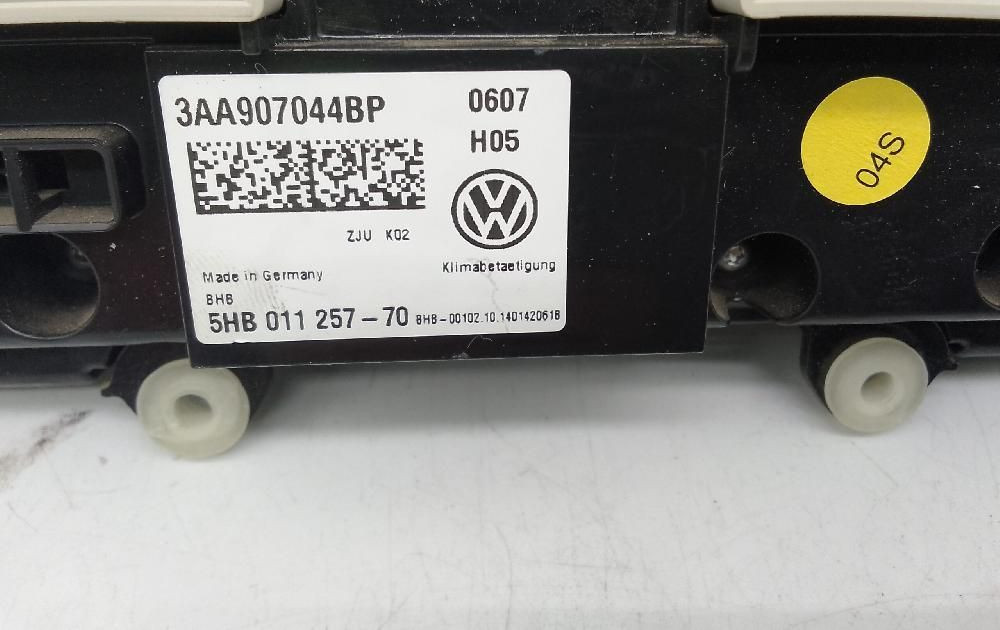 3AA907044BP 0607
H05
ZJU K02
Klimabetaetigung
Made in Germany
BHB
5HB 011 257-70 BHB-00102.10.1401420618
04S